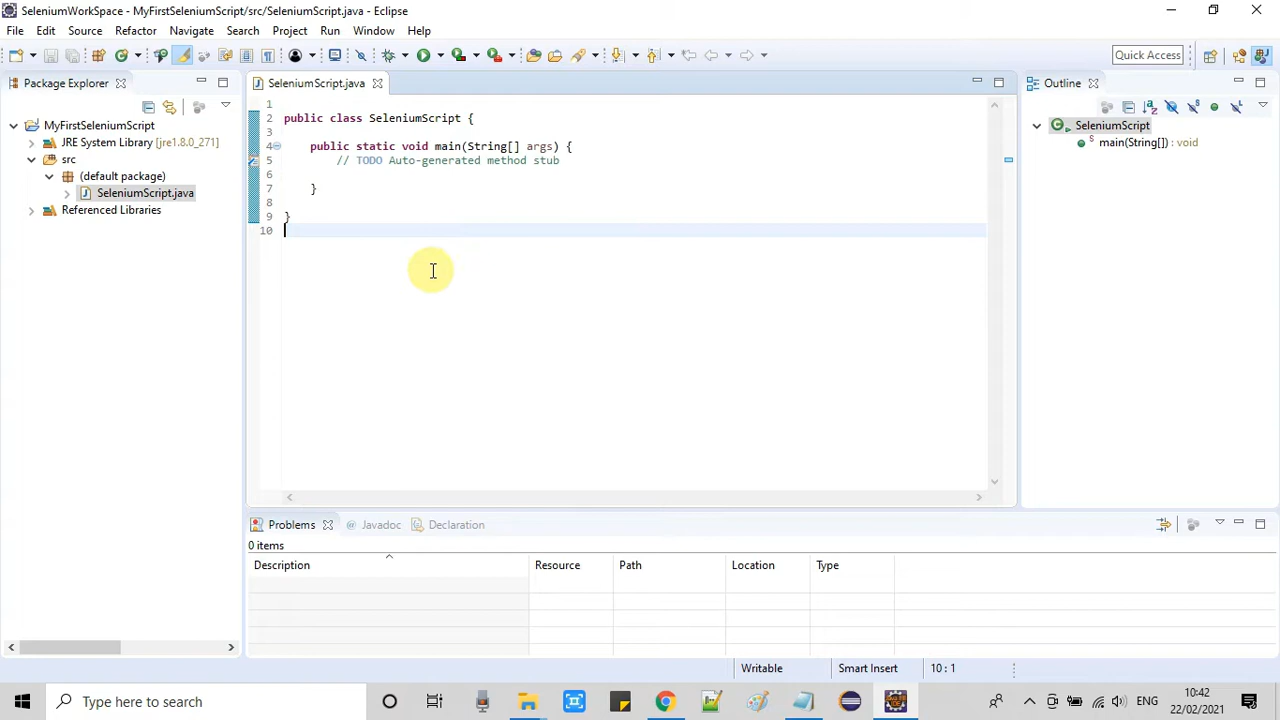 SeleniumWorkSpace - MyFirstSeleniumScript/src/SeleniumScript.java - Eclipse
File Edit Source Refactor Navigate Search Project Run Window Help
Quick Access
Package Explorer
SeleniumScript.java
Outline
MyFirstSeleniumScript
JRE System Library [jre1.8.0_271]
src
(default package)
SeleniumScript.java
Referenced Libraries
1
2 public class SeleniumScript {
3
4 public static void main(String[] args) {
5 // TODO Auto-generated method stub
6
7 }
8
9 }
10
SeleniumScript
main(String[]) : void
Problems @ Javadoc Declaration
0 items
Description Resource Path Location Type
Writable Smart Insert 10 : 1
Type here to search
ENG
10:42
22/02/2021